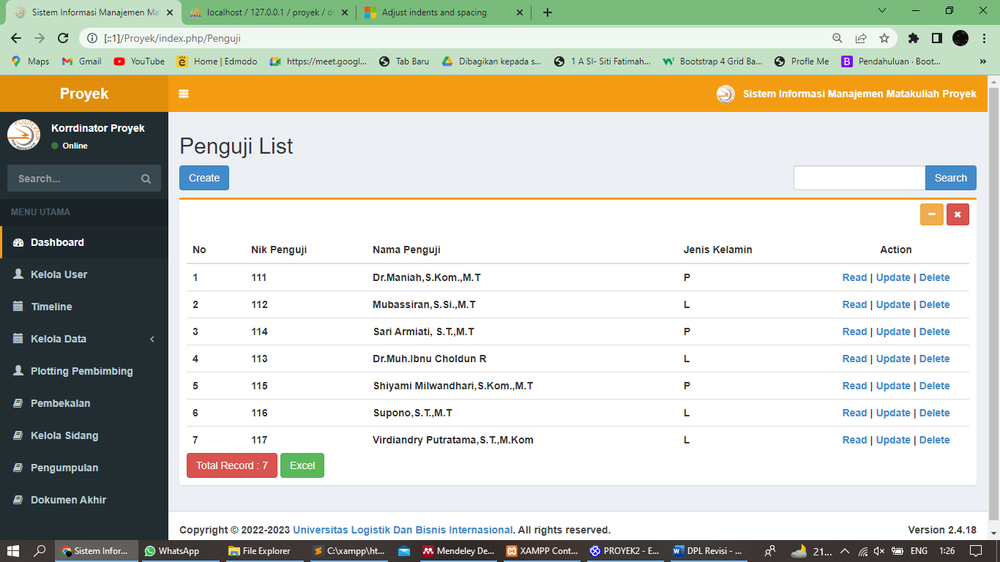 Sistem Informasi Manajemen Ma
localhost / 127.0.0.1 / proyek / d
Adjust indents and spacing
[::1]/Proyek/index.php/Penguji
Maps Gmail YouTube Home | Edmodo https://meet.googl... Tab Baru Dibagikan kepada s... 1 A SI- Siti Fatimah... Bootstrap 4 Grid Ba... Profle Me Pendahuluan · Boot... »
Proyek
Sistem Informasi Manajemen Matakuliah Proyek
Korrdinator Proyek
Online
Search...
MENU UTAMA
Dashboard
Kelola User
Timeline
Kelola Data
Plotting Pembimbing
Pembekalan
Kelola Sidang
Pengumpulan
Dokumen Akhir
Penguji List
Create
Search
No Nik Penguji Nama Penguji Jenis Kelamin Action
1 111 Dr.Maniah,S.Kom.,M.T P Read | Update | Delete
2 112 Mubassiran,S.Si.,M.T L Read | Update | Delete
3 114 Sari Armiati, S.T.,M.T P Read | Update | Delete
4 113 Dr.Muh.Ibnu Choldun R L Read | Update | Delete
5 115 Shiyami Milwandhari,S.Kom.,M.T P Read | Update | Delete
6 116 Supono,S.T.,M.T L Read | Update | Delete
7 117 Virdiandry Putratama,S.T.,M.Kom L Read | Update | Delete
Total Record : 7 Excel
Copyright © 2022-2023 Universitas Logistik Dan Bisnis Internasional. All rights reserved.
Version 2.4.18
Sistem Infor... WhatsApp File Explorer C:\xampp\ht... Mendeley De... XAMPP Cont... PROYEK2 - E... DPL Revisi - ... 21... ENG 1:26